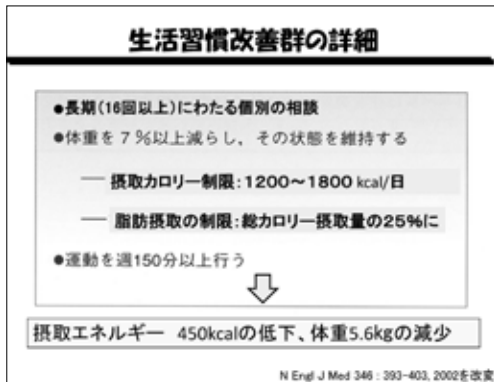 生活習慣改善群の詳細
●長期(16回以上)にわたる個別の相談
●体重を7%以上減らし，その状態を維持する
― 摂取カロリー制限：1200～1800 kcal/日
― 脂肪摂取の制限：総カロリー摂取量の25%に
●運動を週150分以上行う
摂取エネルギー 450kcalの低下、体重5.6kgの減少
N Engl J Med 346 : 393-403, 2002を改変